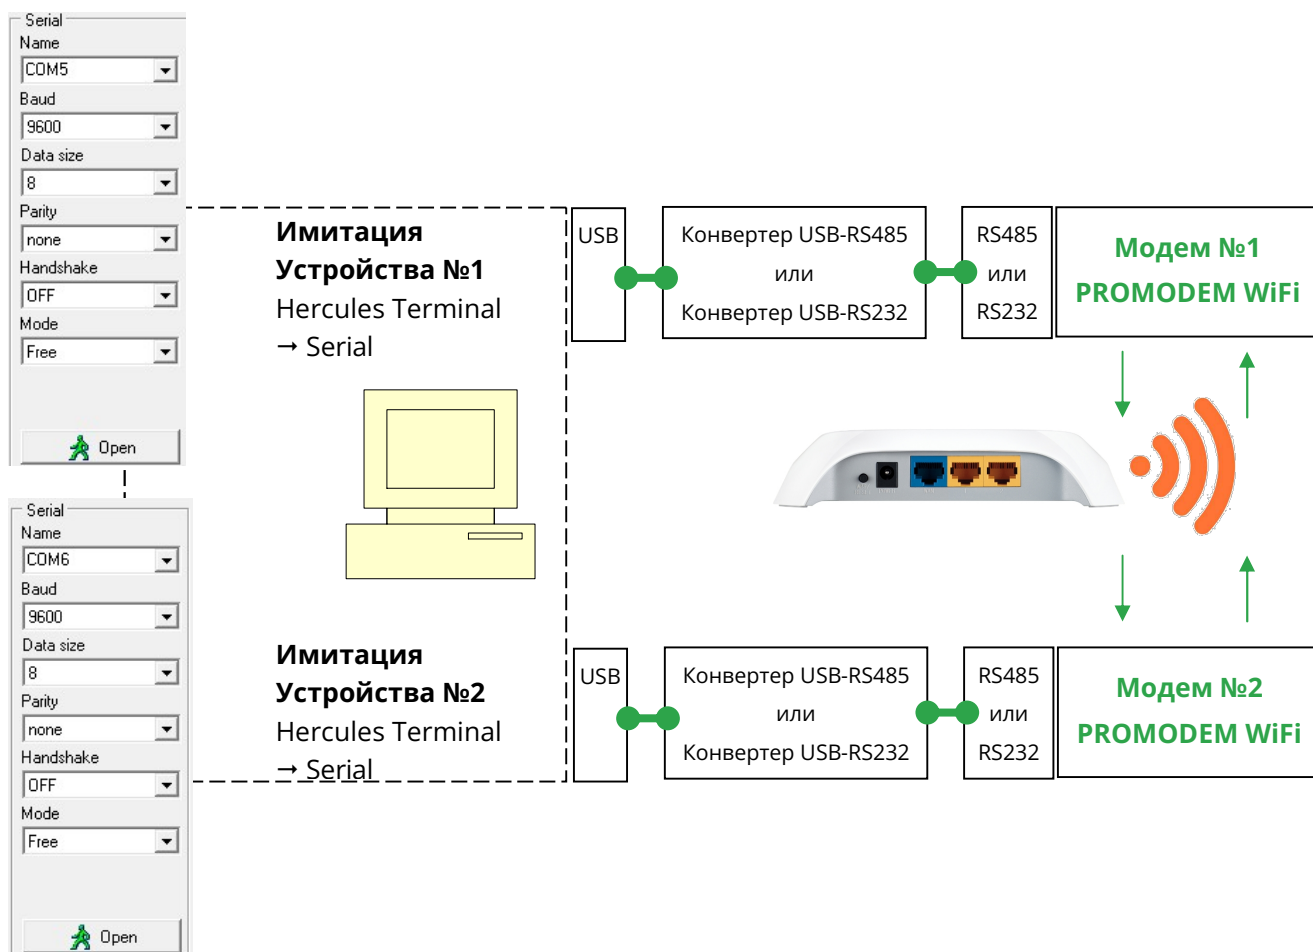 Serial
Name
COM5
Baud
9600
Data size
8
Parity
none
Handshake
OFF
Mode
Free
Open
Имитация
Устройства №1
Hercules Terminal
→ Serial
USB
Конвертер USB-RS485
или
Конвертер USB-RS232
RS485
или
RS232
Модем №1
PROMODEM WiFi
Serial
Name
COM6
Baud
9600
Data size
8
Parity
none
Handshake
OFF
Mode
Free
Open
Имитация
Устройства №2
Hercules Terminal
→ Serial
USB
Конвертер USB-RS485
или
Конвертер USB-RS232
RS485
или
RS232
Модем №2
PROMODEM WiFi